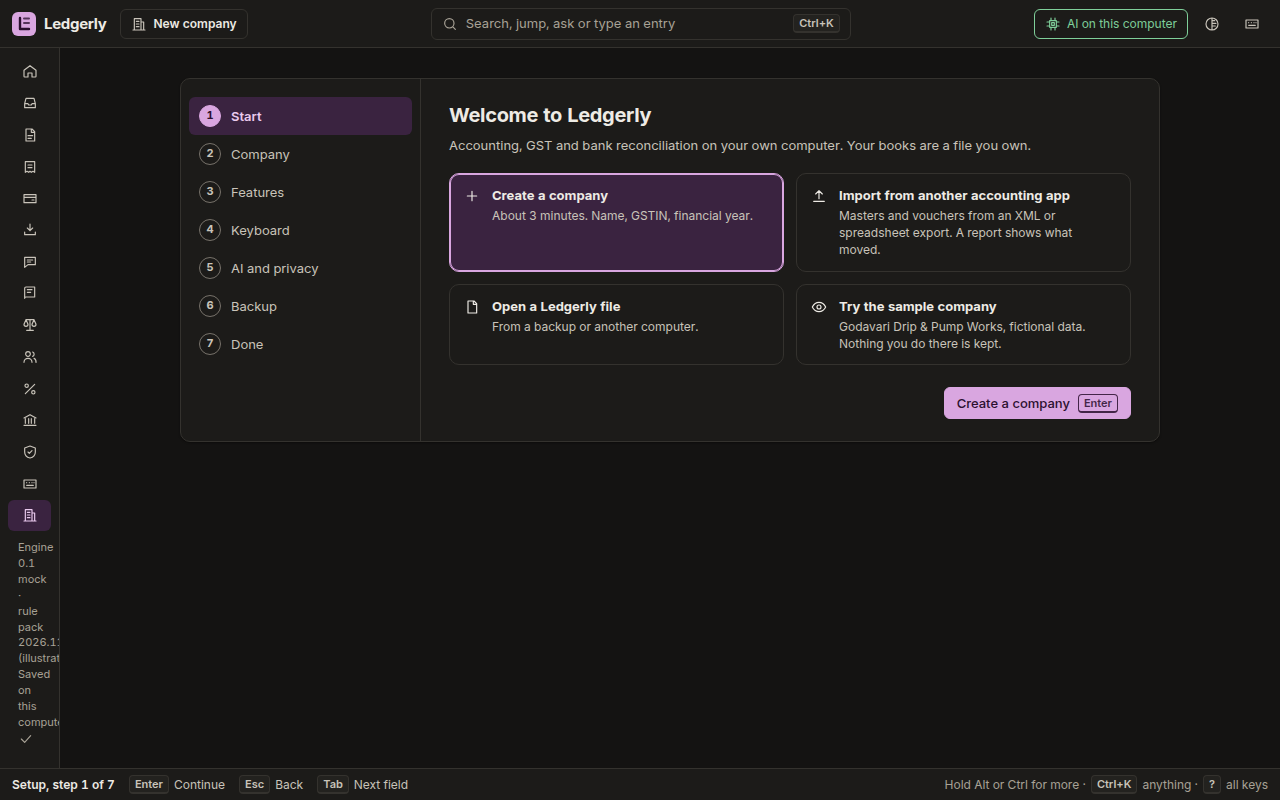 Ledgerly
New company
Search, jump, ask or type an entry
Ctrl+K
AI on this computer
1 Start
2 Company
3 Features
4 Keyboard
5 AI and privacy
6 Backup
7 Done
Welcome to Ledgerly
Accounting, GST and bank reconciliation on your own computer. Your books are a file you own.
Create a company
About 3 minutes. Name, GSTIN, financial year.
Import from another accounting app
Masters and vouchers from an XML or
spreadsheet export. A report shows what
moved.
Open a Ledgerly file
From a backup or another computer.
Try the sample company
Godavari Drip & Pump Works, fictional data.
Nothing you do there is kept.
Create a company Enter
Engine
0.1
mock
·
rule
pack
2026.1
(illustrat
Saved
on
this
compute
Setup, step 1 of 7 Enter Continue Esc Back Tab Next field
Hold Alt or Ctrl for more · Ctrl+K anything · ? all keys